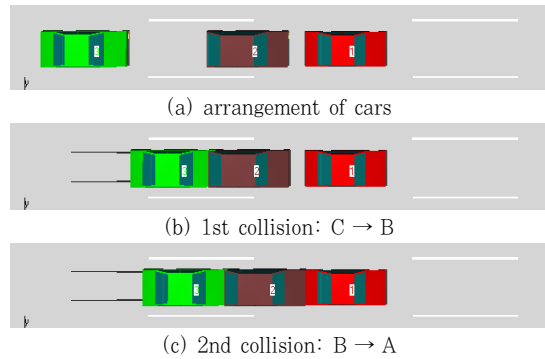 3 2 1
(a) arrangement of cars
3 2 1
(b) 1st collision: C → B
3 2 1
(c) 2nd collision: B → A